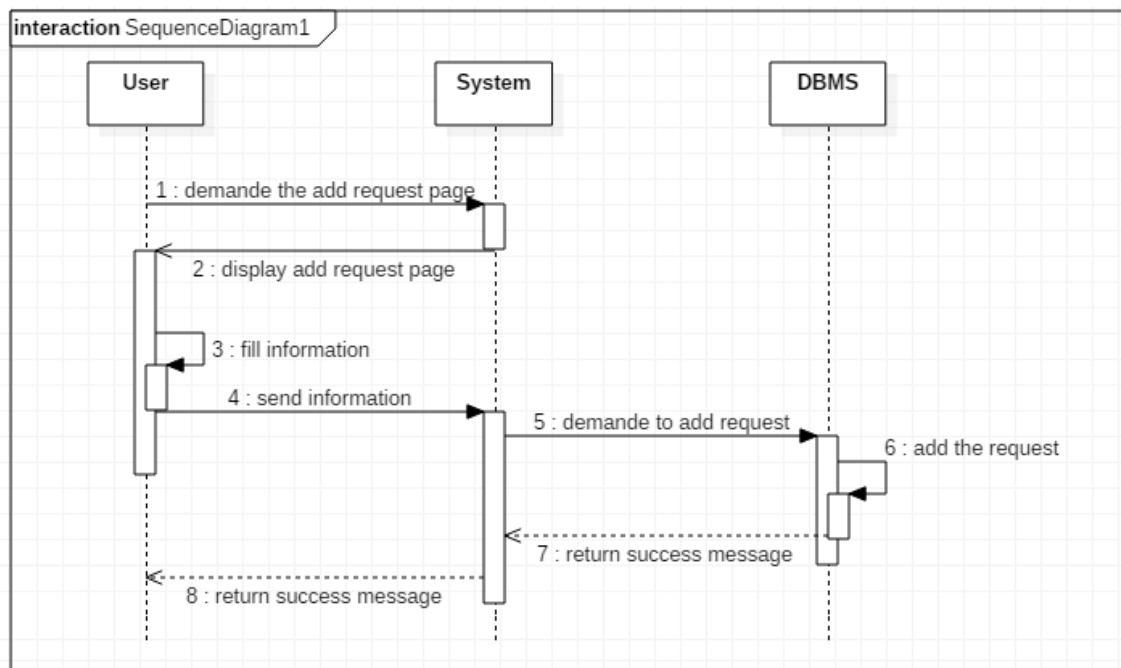 interaction SequenceDiagram1
User
System
DBMS
1 : demande the add request page
2 : display add request page
3 : fill information
4 : send information
5 : demande to add request
6 : add the request
7 : return success message
8 : return success message